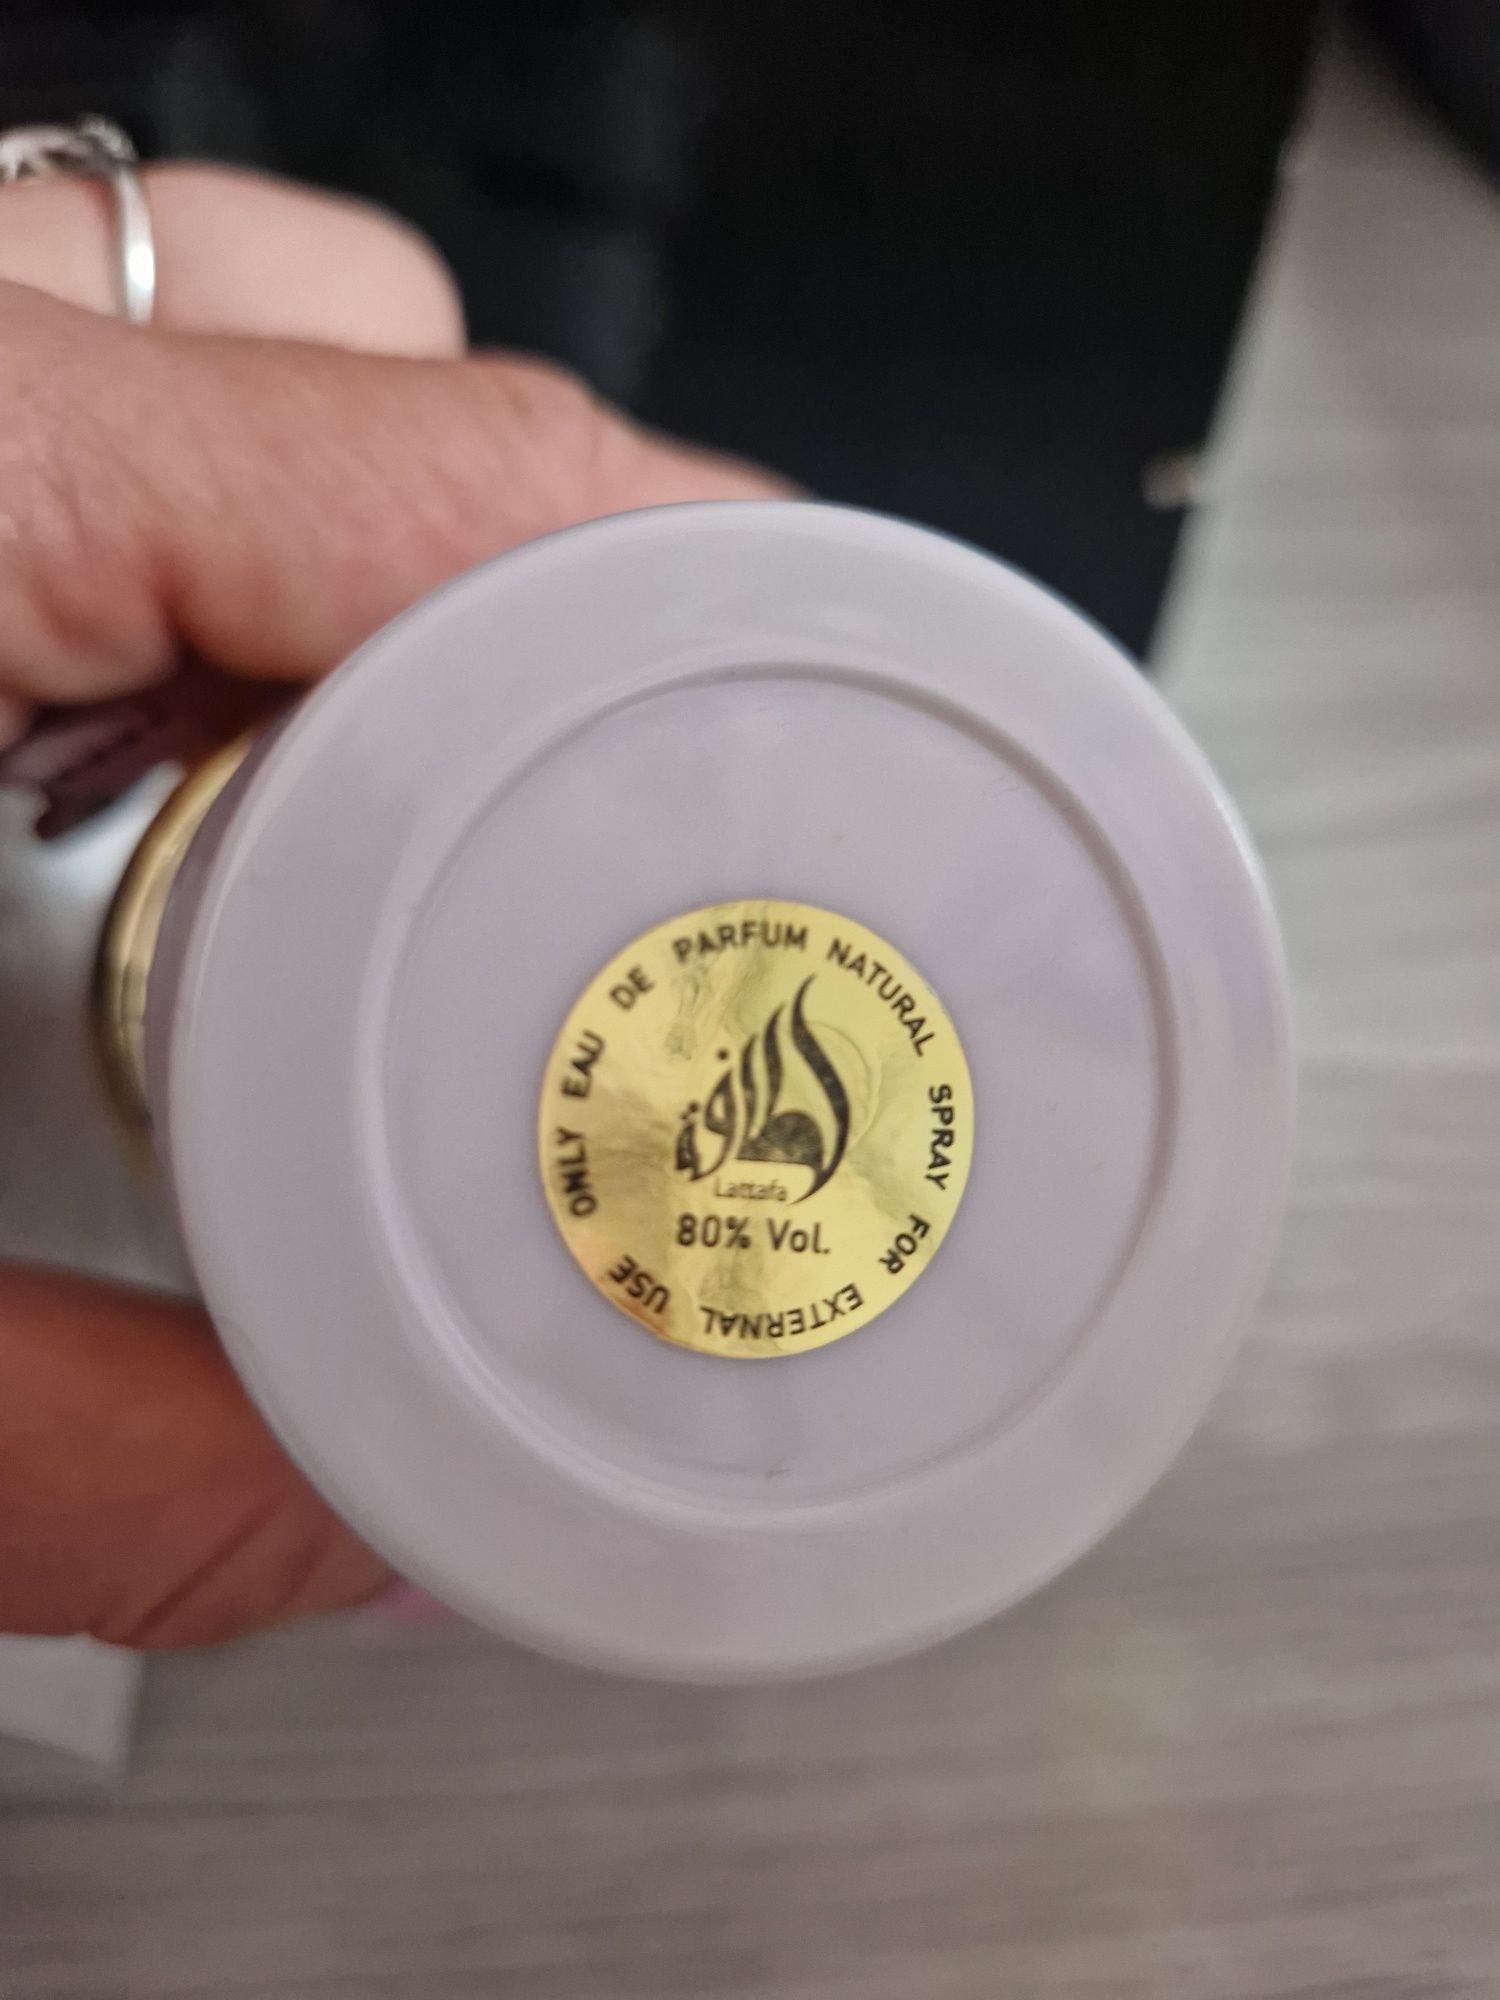 EAU DE PARFUM NATURAL SPRAY FOR EXTERNAL USE ONLY
لطافة
Lattafa
80% Vol.